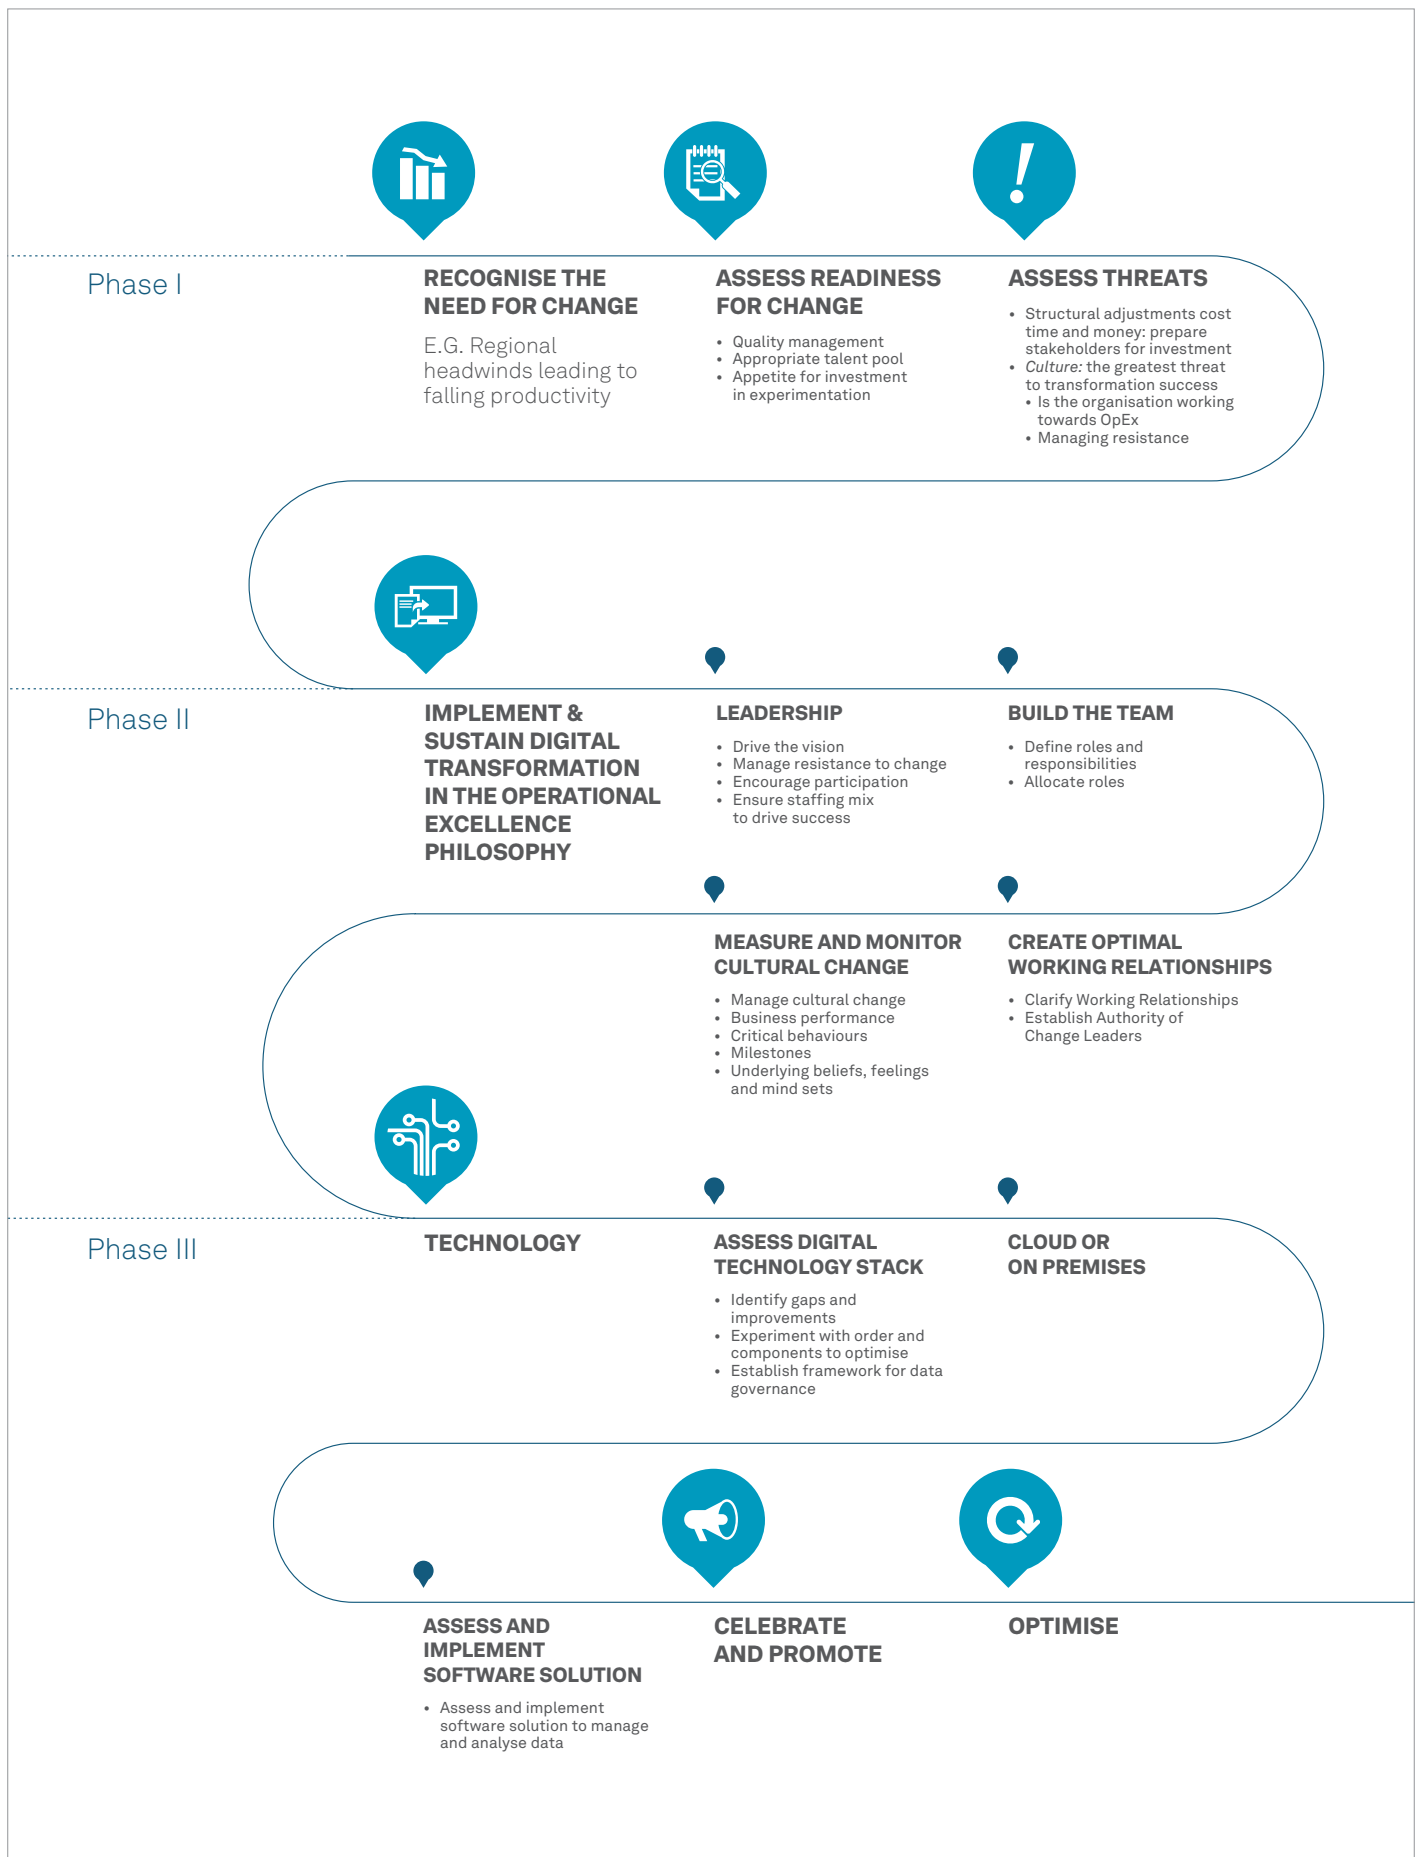 Phase I
RECOGNISE THE
NEED FOR CHANGE
E.G. Regional
headwinds leading to
falling productivity
ASSESS READINESS
FOR CHANGE
• Quality management
• Appropriate talent pool
• Appetite for investment
in experimentation
ASSESS THREATS
• Structural adjustments cost
time and money: prepare
stakeholders for investment
• Culture: the greatest threat
to transformation success
• Is the organisation working
towards OpEx
• Managing resistance
Phase II
IMPLEMENT &
SUSTAIN DIGITAL
TRANSFORMATION
IN THE OPERATIONAL
EXCELLENCE
PHILOSOPHY
LEADERSHIP
• Drive the vision
• Manage resistance to change
• Encourage participation
• Ensure staffing mix
to drive success
BUILD THE TEAM
• Define roles and
responsibilities
• Allocate roles
MEASURE AND MONITOR
CULTURAL CHANGE
• Manage cultural change
• Business performance
• Critical behaviours
• Milestones
• Underlying beliefs, feelings
and mind sets
CREATE OPTIMAL
WORKING RELATIONSHIPS
• Clarify Working Relationships
• Establish Authority of
Change Leaders
Phase III
TECHNOLOGY
ASSESS DIGITAL
TECHNOLOGY STACK
• Identify gaps and
improvements
• Experiment with order and
components to optimise
• Establish framework for data
governance
CLOUD OR
ON PREMISES
ASSESS AND
IMPLEMENT
SOFTWARE SOLUTION
• Assess and implement
software solution to manage
and analyse data
CELEBRATE
AND PROMOTE
OPTIMISE